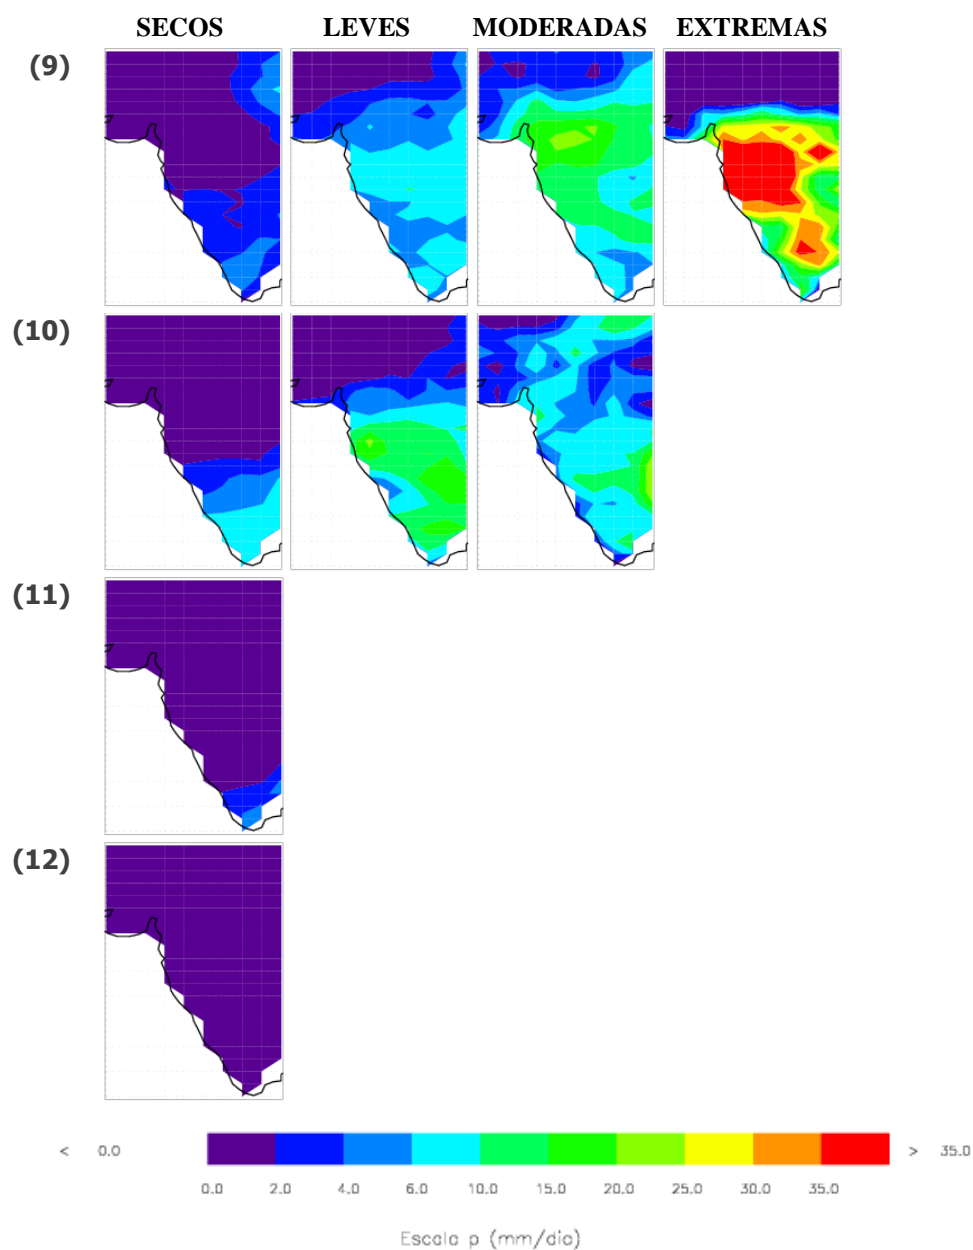 SECOS LEVES MODERADAS EXTREMAS
(9)
(10)
(11)
(12)
< 0.0 > 35.0
0.0 2.0 4.0 6.0 10.0 15.0 20.0 25.0 30.0 35.0
Escala p (mm/dia)